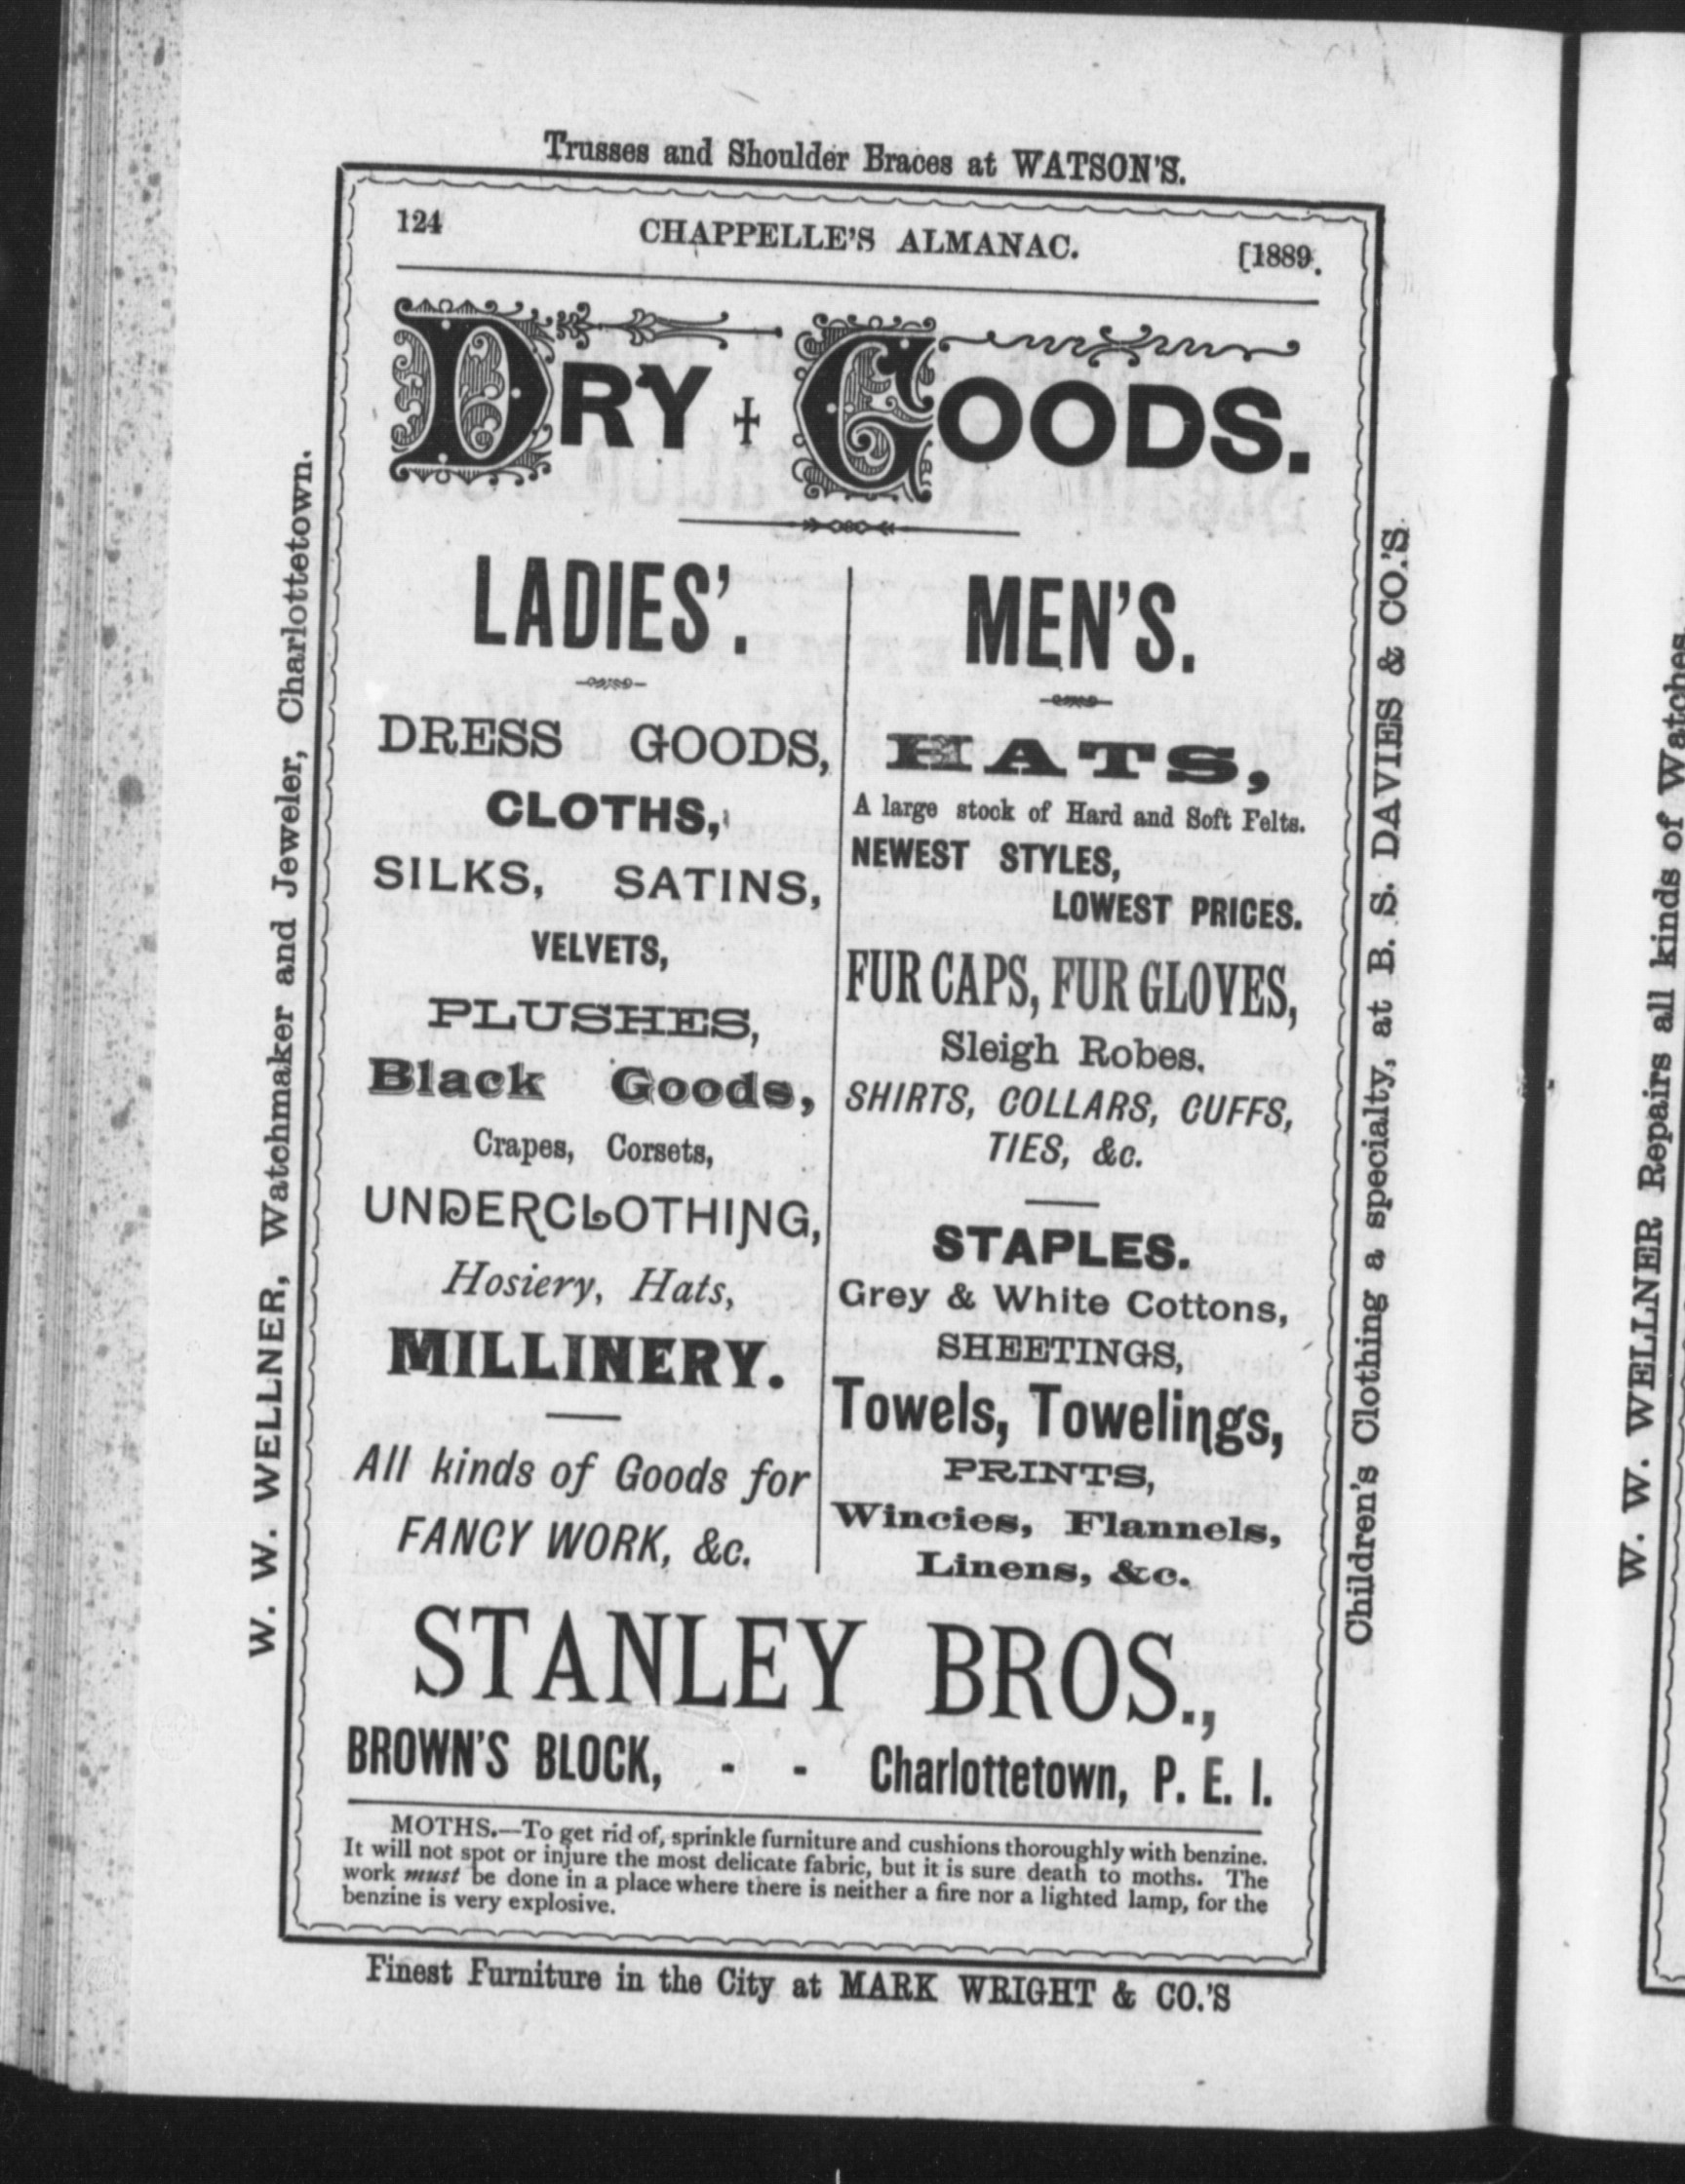 Trusses and Shoulder Braces at WATSON'S.
124 CHAPPELLE'S ALMANAC. [1889.
DRY GOODS.
LADIES'.
DRESS GOODS,
CLOTHS,
SILKS, SATINS,
VELVETS,
PLUSHES,
Black Goods,
Crapes, Corsets,
UNDERCLOTHING,
Hosiery, Hats,
MILLINERY.
All kinds of Goods for
FANCY WORK, &c.
MEN'S.
HATS,
A large stock of Hard and Soft Felts.
NEWEST STYLES,
LOWEST PRICES.
FUR CAPS, FUR GLOVES,
Sleigh Robes.
SHIRTS, COLLARS, CUFFS,
TIES, &c.
STAPLES.
Grey & White Cottons,
SHEETINGS,
Towels, Towelings,
PRINTS,
Wincies, Flannels,
Linens, &c.
STANLEY BROS.,
BROWN'S BLOCK, - - Charlottetown, P. E. I.
MOTHS.—To get rid of, sprinkle furniture and cushions thoroughly with benzine.
It will not spot or injure the most delicate fabric, but it is sure death to moths. The
work must be done in a place where there is neither a fire nor a lighted lamp, for the
benzine is very explosive.
Finest Furniture in the City at MARK WRIGHT & CO.'S
W. W. WELLNER, Watchmaker and Jeweler, Charlottetown.
Children's Clothing a specialty, at B. S. DAVIES & CO.'S
W. W. WELLNER Repairs all kinds of Watches